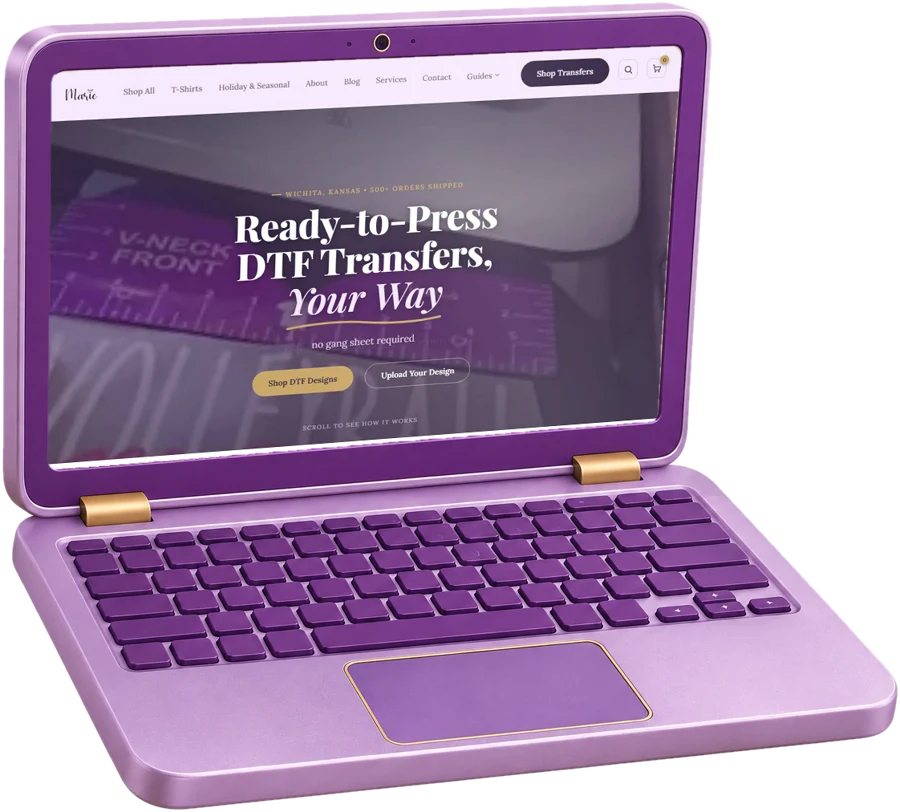 Marie
Shop All
T-Shirts
Holiday & Seasonal
About
Blog
Services
Contact
Guides
Shop Transfers
0
WICHITA, KANSAS • 500+ ORDERS SHIPPED
Ready-to-Press
DTF Transfers,
Your Way
no gang sheet required
Shop DTF Designs
Upload Your Design
SCROLL TO SEE HOW IT WORKS
V-NECK
FRONT
VOLLEYBALL